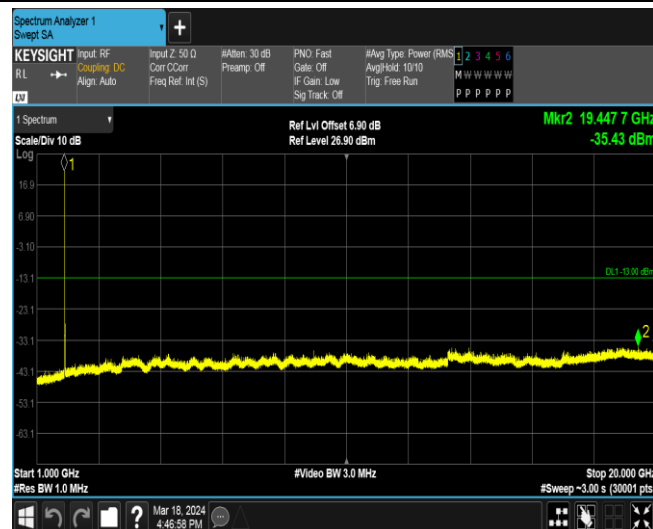 Spectrum Analyzer 1
Swept SA
+
KEYSIGHT Input: RF Input Z: 50 Ω #Atten: 30 dB PNO: Fast #Avg Type: Power (RMS 1 2 3 4 5 6
RL Coupling: DC Corr CCorr Preamp: Off Gate: Off Avg|Hold: 10/10 M W W W W W
Align: Auto Freq Ref: Int (S) IF Gain: Low Trig: Free Run
Sig Track: Off P P P P P P
LXI
1 Spectrum Ref Lvl Offset 6.90 dB Mkr2 19.447 7 GHz
Scale/Div 10 dB Ref Level 26.90 dBm -35.43 dBm
Log
1
16.9
6.90
-3.10
-13.1 DL1 -13.00 dBm
-23.1
-33.1
2
-43.1
-53.1
-63.1
Start 1.000 GHz #Video BW 3.0 MHz Stop 20.000 GHz
#Res BW 1.0 MHz #Sweep ~3.00 s (30001 pts
? Mar 18, 2024
4:46:58 PM